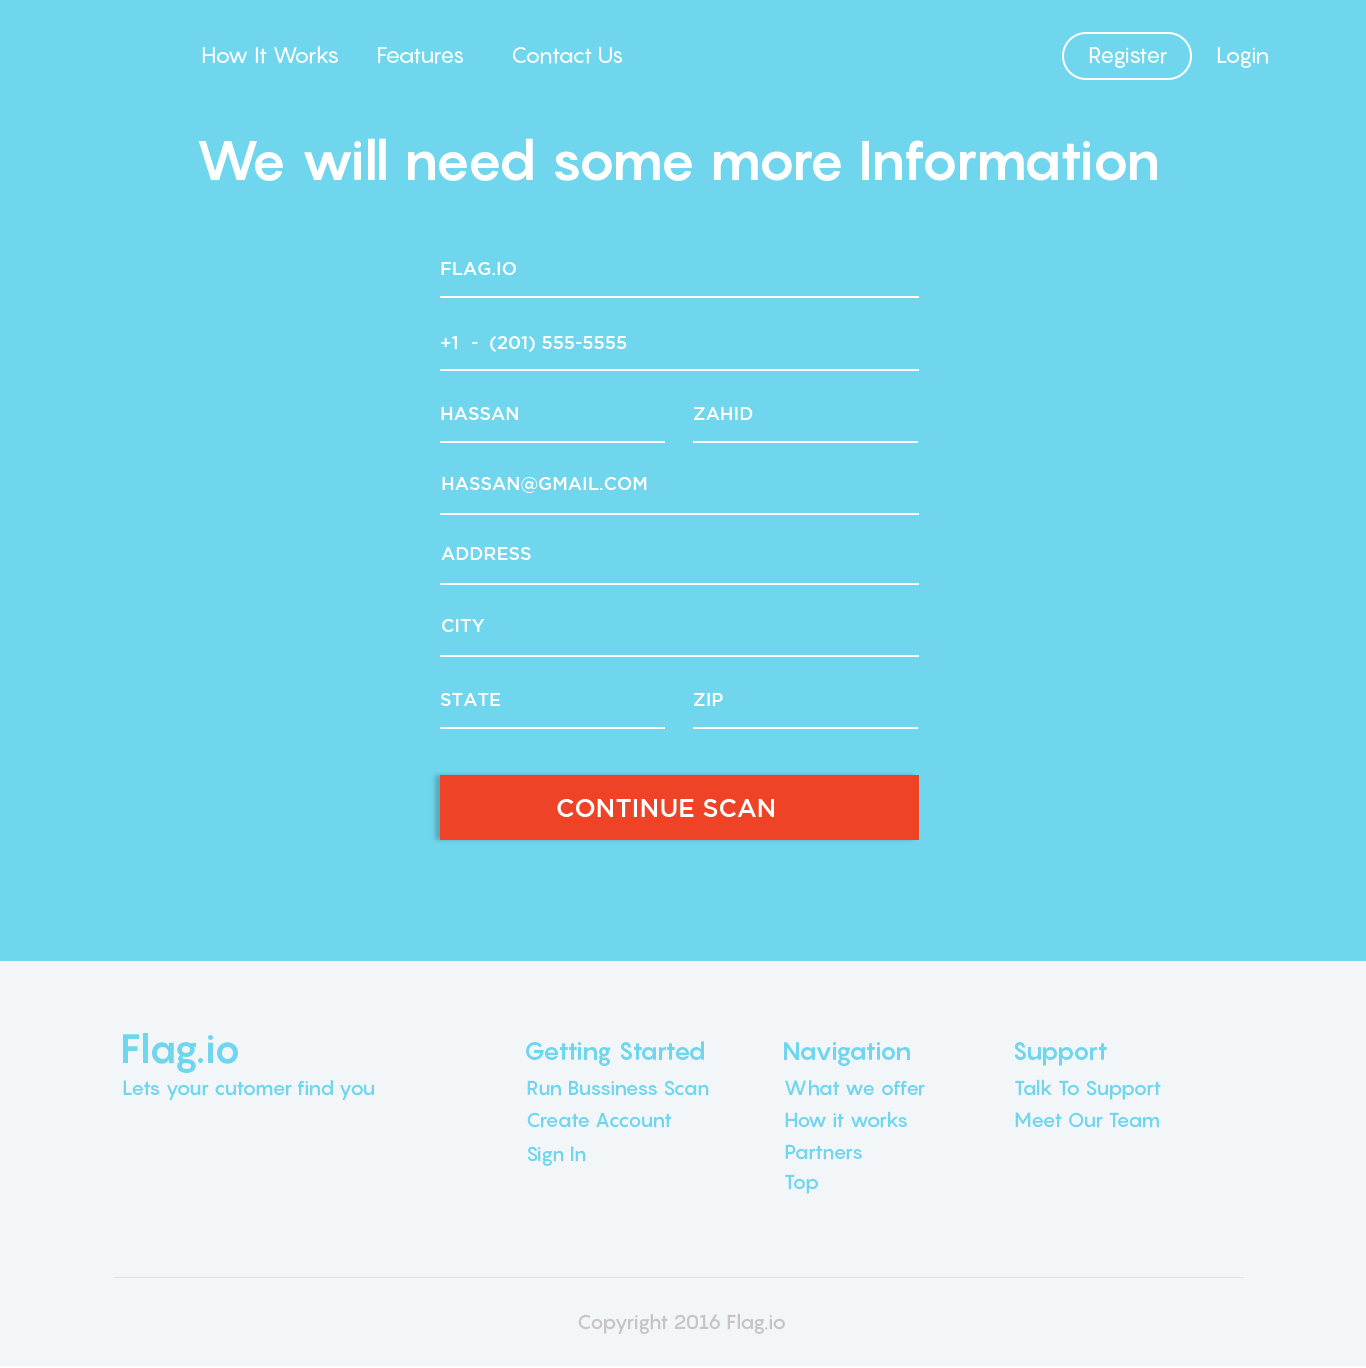 How It Works Features Contact Us Register Login
We will need some more Information
FLAG.IO
+1 - (201) 555-5555
HASSAN ZAHID
HASSAN@GMAIL.COM
ADDRESS
CITY
STATE ZIP
CONTINUE SCAN
Flag.io
Lets your cutomer find you
Getting Started
Run Bussiness Scan
Create Account
Sign In
Navigation
What we offer
How it works
Partners
Top
Support
Talk To Support
Meet Our Team
Copyright 2016 Flag.io